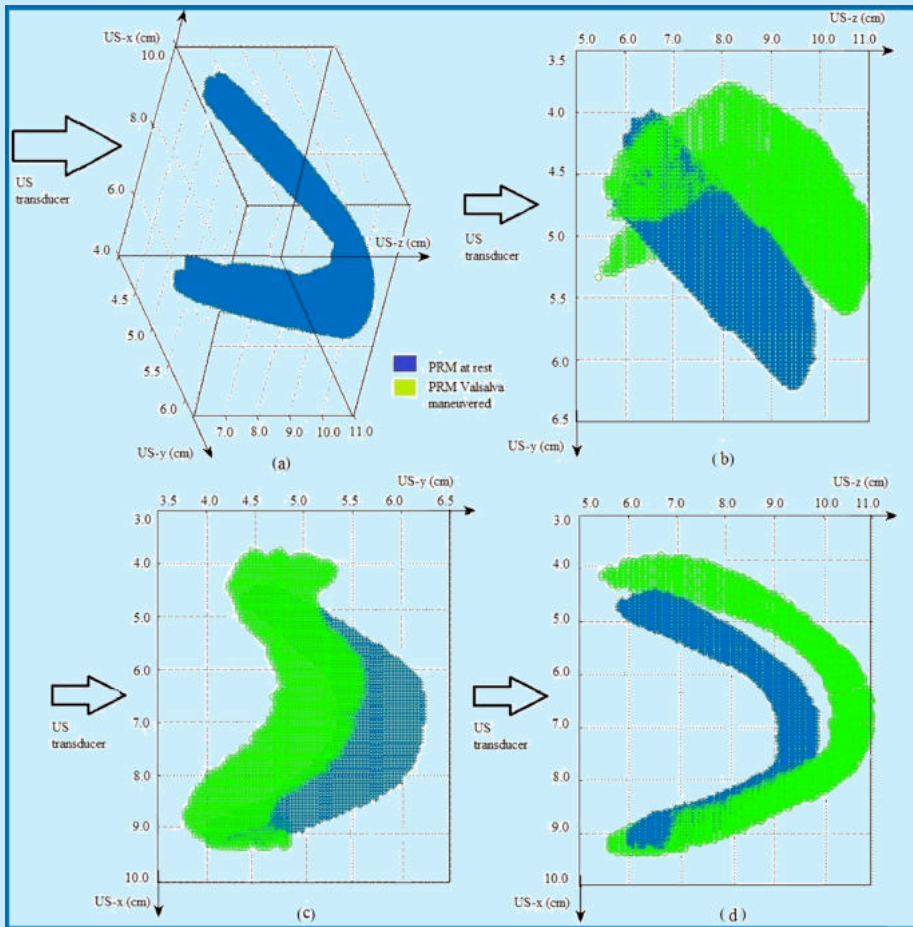 US-x (cm)
10.0
8.0
6.0
4.0
US
transducer
US-z (cm)
4.5
5.0
5.5
6.0
7.0 8.0 9.0 10.0 11.0
US-y (cm)
(a)
PRM at rest
PRM Valsalva
maneuvered
US-z (cm)
5.0 6.0 7.0 8.0 9.0 10.0 11.0
3.5
4.0
4.5
5.0
5.5
6.0
6.5
US
transducer
US-y (cm)
(b)
US-y (cm)
3.5 4.0 4.5 5.0 5.5 6.0 6.5
3.0
4.0
5.0
6.0
7.0
8.0
9.0
10.0
US
transducer
US-x (cm)
(c)
US-z (cm)
5.0 6.0 7.0 8.0 9.0 10.0 11.0
3.0
4.0
5.0
6.0
7.0
8.0
9.0
10.0
US
transducer
US-x (cm)
(d)